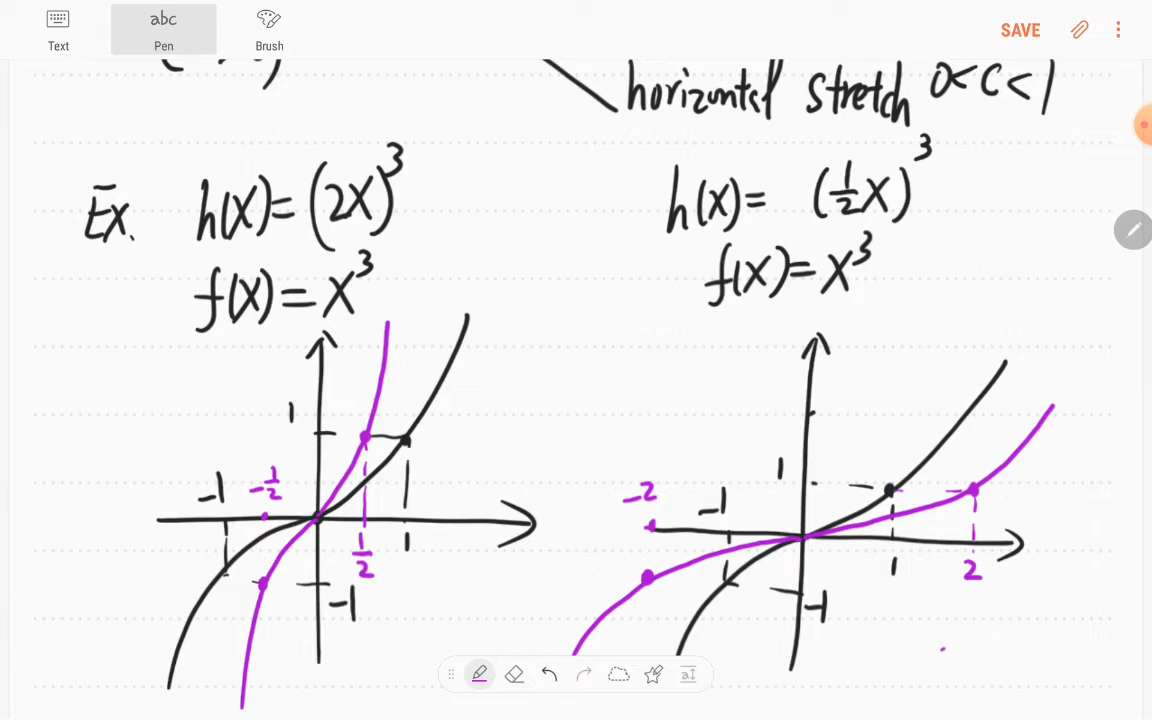 Text
abc
Pen
Brush
SAVE
horizontal stretch 0<c<1
Ex. h(x)=(2x)³
f(x)=x³
h(x)= (½x)³
f(x)=x³
1
-1
-½
½
1
-1
1
-2
-1
1
2
-1